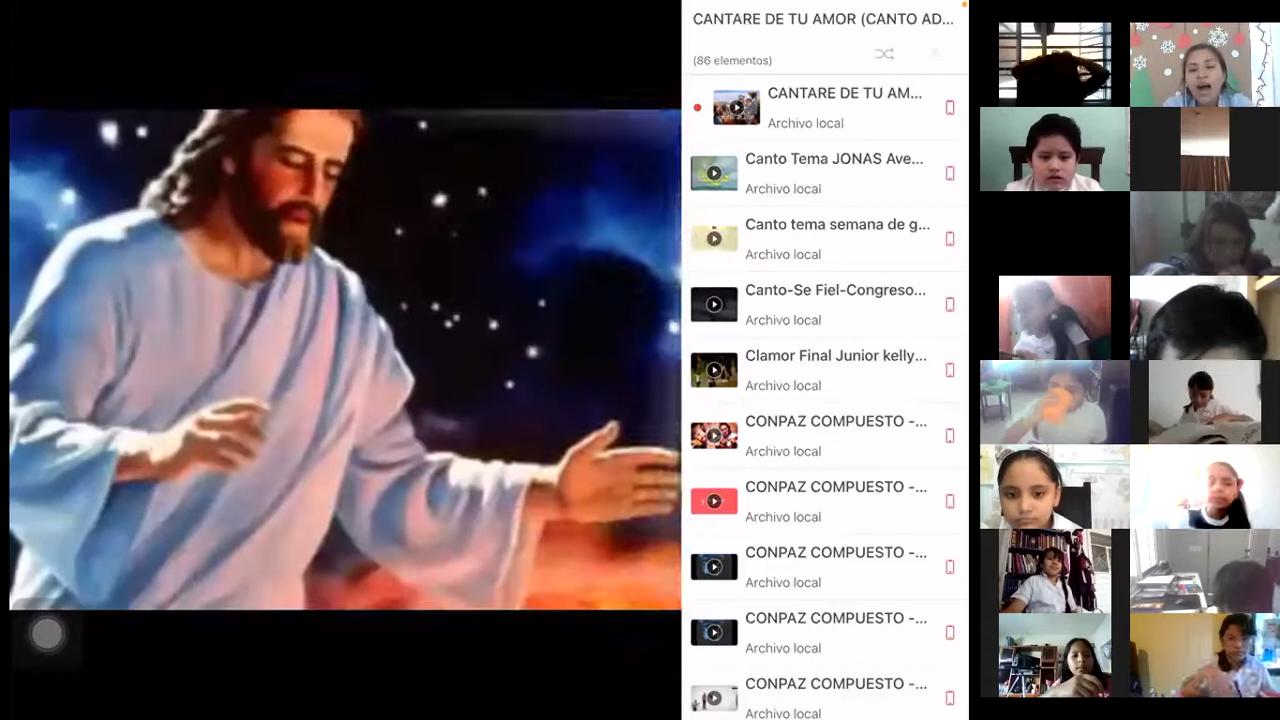 CANTARE DE TU AMOR (CANTO AD...
(86 elementos)
CANTARE DE TU AM...
Archivo local
Canto Tema JONAS Ave...
Archivo local
Canto tema semana de g...
Archivo local
Canto-Se Fiel-Congreso...
Archivo local
Clamor Final Junior kelly...
Archivo local
CONPAZ COMPUESTO -...
Archivo local
CONPAZ COMPUESTO -...
Archivo local
CONPAZ COMPUESTO -...
Archivo local
CONPAZ COMPUESTO -...
Archivo local
CONPAZ COMPUESTO -...
Archivo local